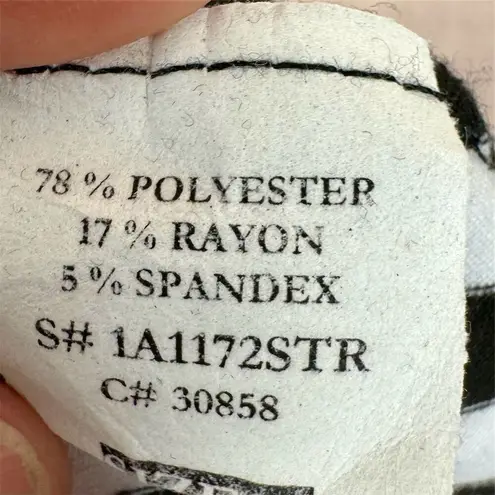 78 % POLYESTER
17 % RAYON
5 % SPANDEX
S# 1A1172STR
C# 30858